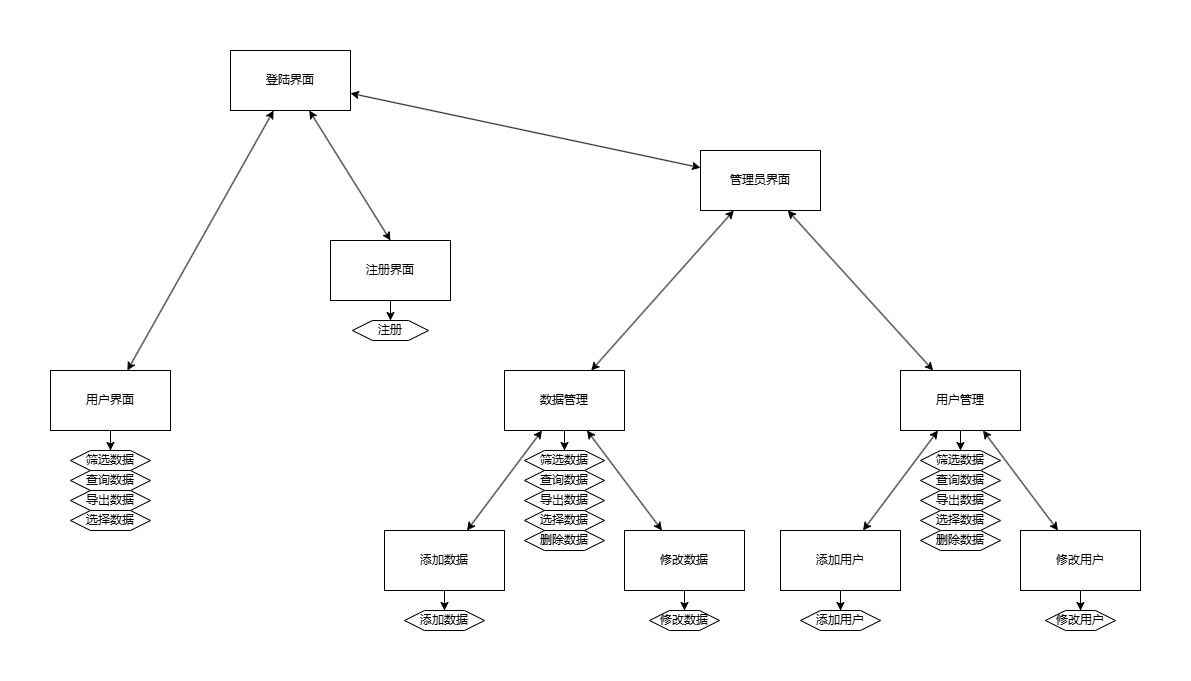 登陆界面
管理员界面
注册界面
注册
用户界面
筛选数据
查询数据
导出数据
选择数据
数据管理
筛选数据
查询数据
导出数据
选择数据
删除数据
添加数据
添加数据
修改数据
修改数据
用户管理
筛选数据
查询数据
导出数据
选择数据
删除数据
添加用户
添加用户
修改用户
修改用户